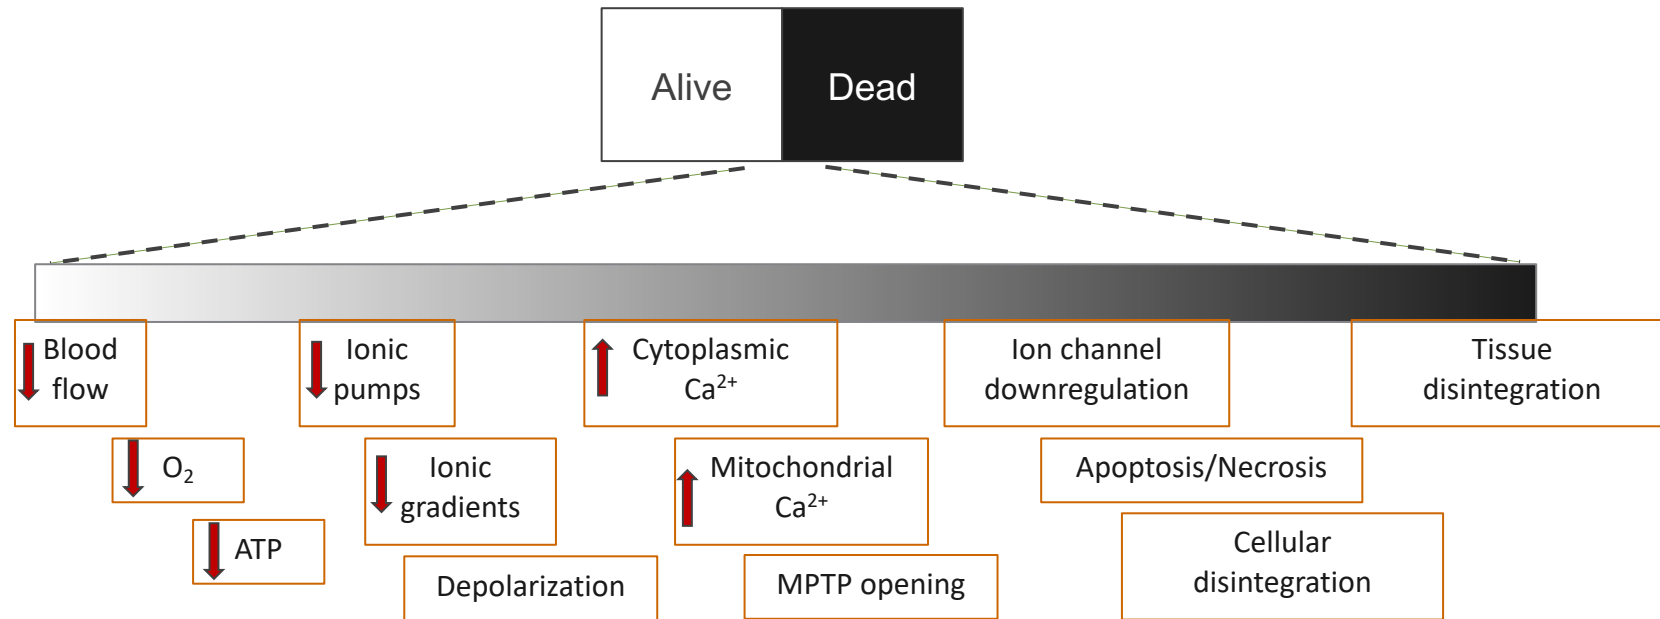 Alive
Dead
Blood
flow
O₂
ATP
Ionic
pumps
Ionic
gradients
Depolarization
Cytoplasmic
Ca²⁺
Mitochondrial
Ca²⁺
MPTP opening
Ion channel
downregulation
Apoptosis/Necrosis
Cellular
disintegration
Tissue
disintegration